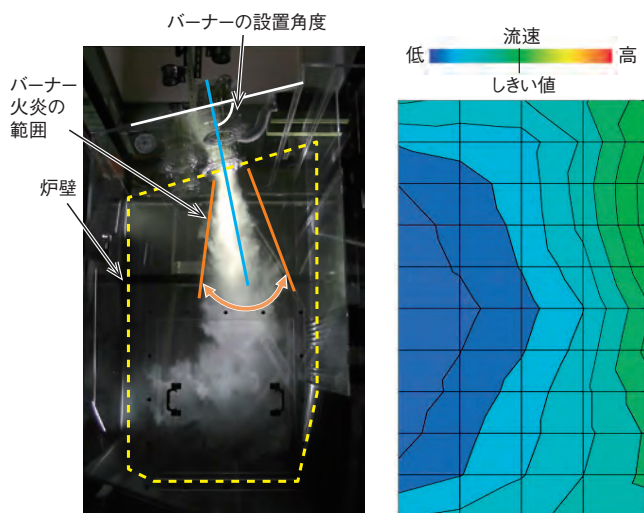 バーナーの設置角度
バーナー
火炎の
範囲
炉壁
流速
低
高
しきい値